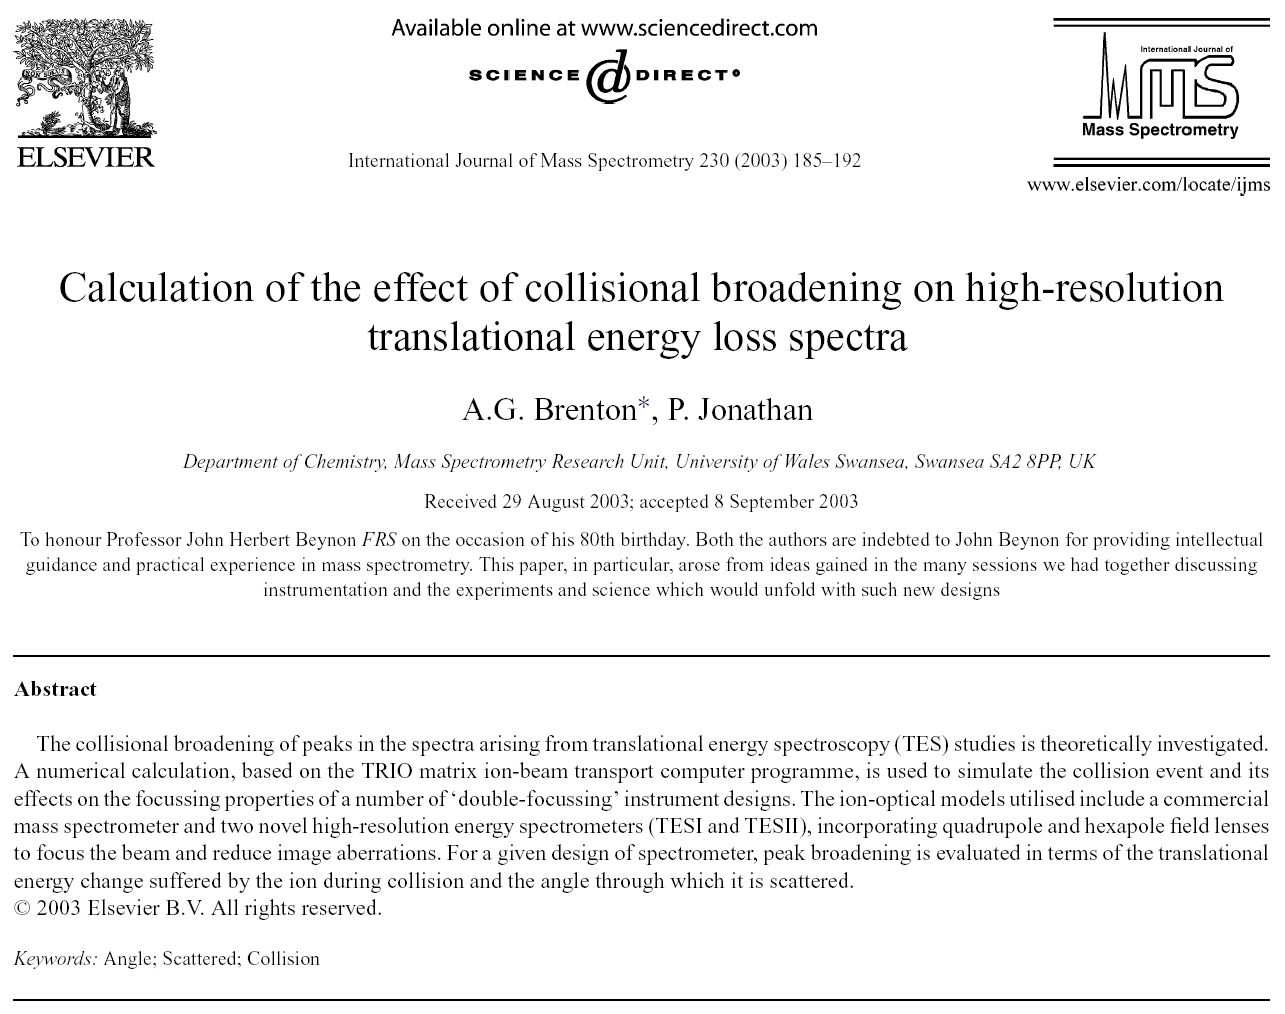 Available online at www.sciencedirect.com
SCIENCE @ DIRECT®
ELSEVIER
International Journal of
IJMS
Mass Spectrometry
International Journal of Mass Spectrometry 230 (2003) 185–192
www.elsevier.com/locate/ijms
Calculation of the effect of collisional broadening on high-resolution
translational energy loss spectra
A.G. Brenton*, P. Jonathan
Department of Chemistry, Mass Spectrometry Research Unit, University of Wales Swansea, Swansea SA2 8PP, UK
Received 29 August 2003; accepted 8 September 2003
To honour Professor John Herbert Beynon FRS on the occasion of his 80th birthday. Both the authors are indebted to John Beynon for providing intellectual
guidance and practical experience in mass spectrometry. This paper, in particular, arose from ideas gained in the many sessions we had together discussing
instrumentation and the experiments and science which would unfold with such new designs
Abstract
The collisional broadening of peaks in the spectra arising from translational energy spectroscopy (TES) studies is theoretically investigated.
A numerical calculation, based on the TRIO matrix ion-beam transport computer programme, is used to simulate the collision event and its
effects on the focussing properties of a number of ‘double-focussing’ instrument designs. The ion-optical models utilised include a commercial
mass spectrometer and two novel high-resolution energy spectrometers (TESI and TESII), incorporating quadrupole and hexapole field lenses
to focus the beam and reduce image aberrations. For a given design of spectrometer, peak broadening is evaluated in terms of the translational
energy change suffered by the ion during collision and the angle through which it is scattered.
© 2003 Elsevier B.V. All rights reserved.
Keywords: Angle; Scattered; Collision